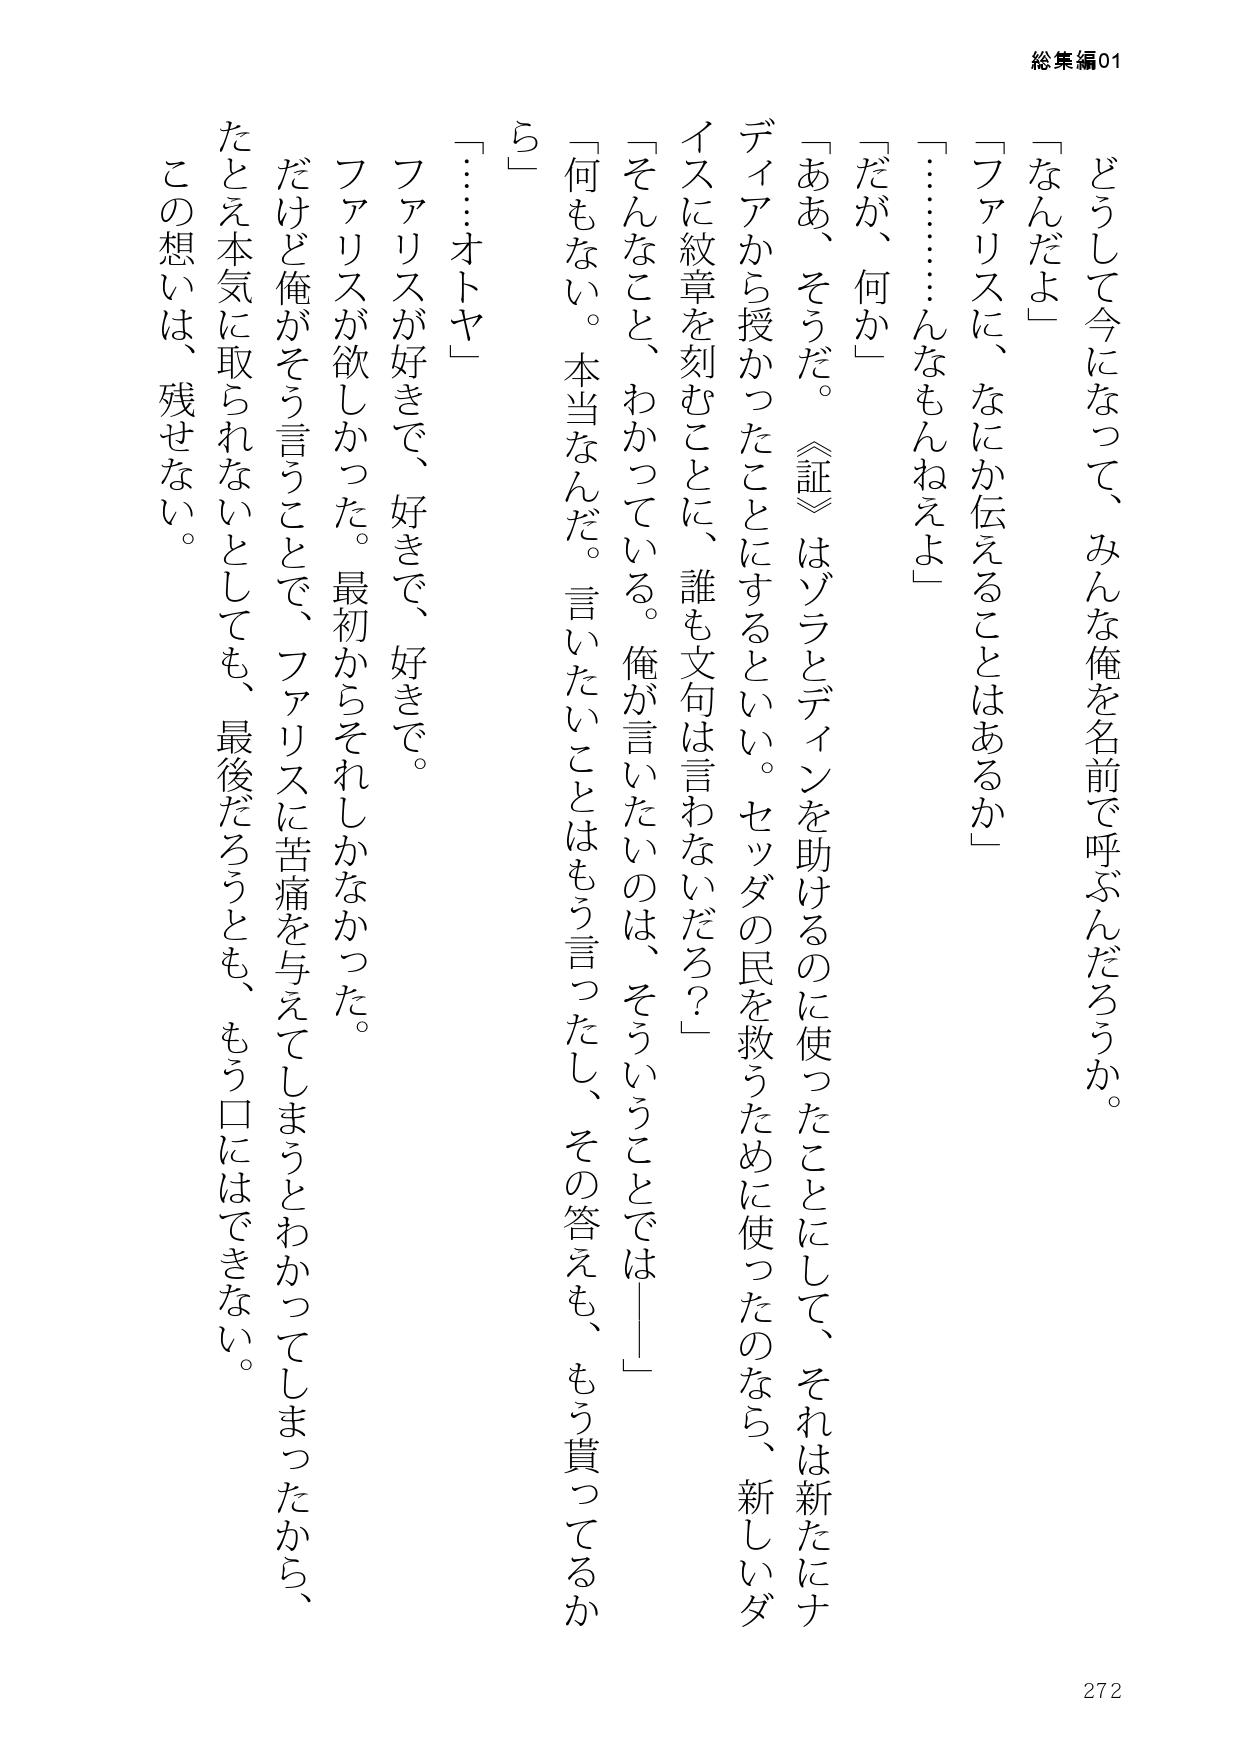 総集編01
　どうして今になって、みんな俺を名前で呼ぶんだろうか。
「なんだよ」
「ファリスに、なにか伝えることはあるか」
「…………んなもんねえよ」
「だが、何か」
「ああ、そうだ。《証》はゾラとディンを助けるのに使ったことにして、それは新たにナ
ディアから授かったことにするといい。セッダの民を救うために使ったのなら、新しいダ
イスに紋章を刻むことに、誰も文句は言わないだろ？」
「そんなこと、わかっている。俺が言いたいのは、そういうことでは――」
「何もない。本当なんだ。言いたいことはもう言ったし、その答えも、もう貰ってるか
ら」
「……オトヤ」
　ファリスが好きで、好きで、好きで。
　ファリスが欲しかった。最初からそれしかなかった。
　だけど俺がそう言うことで、ファリスに苦痛を与えてしまうとわかってしまったから、
たとえ本気に取られないとしても、最後だろうとも、もう口にはできない。
　この想いは、残せない。
272